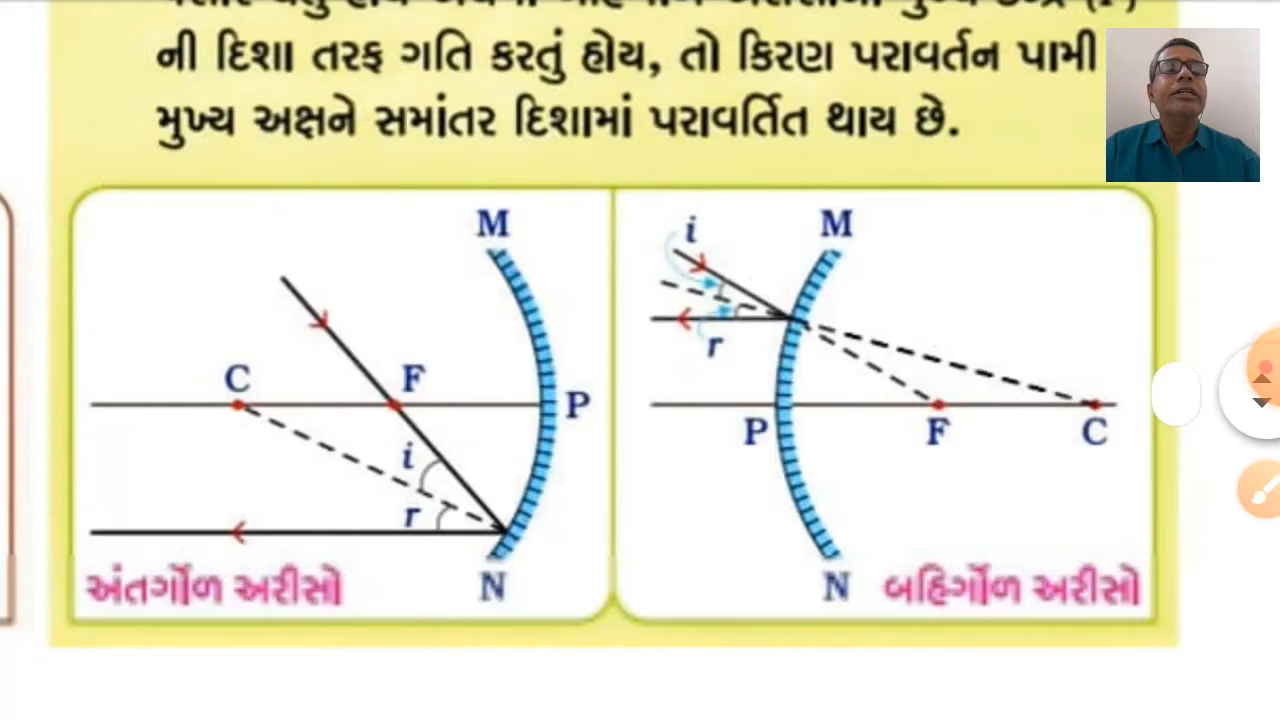 ની દિશા તરફ ગતિ કરતું હોય, તો કિરણ પરાવર્તન પામી
મુખ્ય અક્ષને સમાંતર દિશામાં પરાવર્તિત થાય છે.
M
C
F
P
i
r
N
અંતર્ગોળ અરીસો
i
M
r
P
F
C
N
બહિર્ગોળ અરીસો